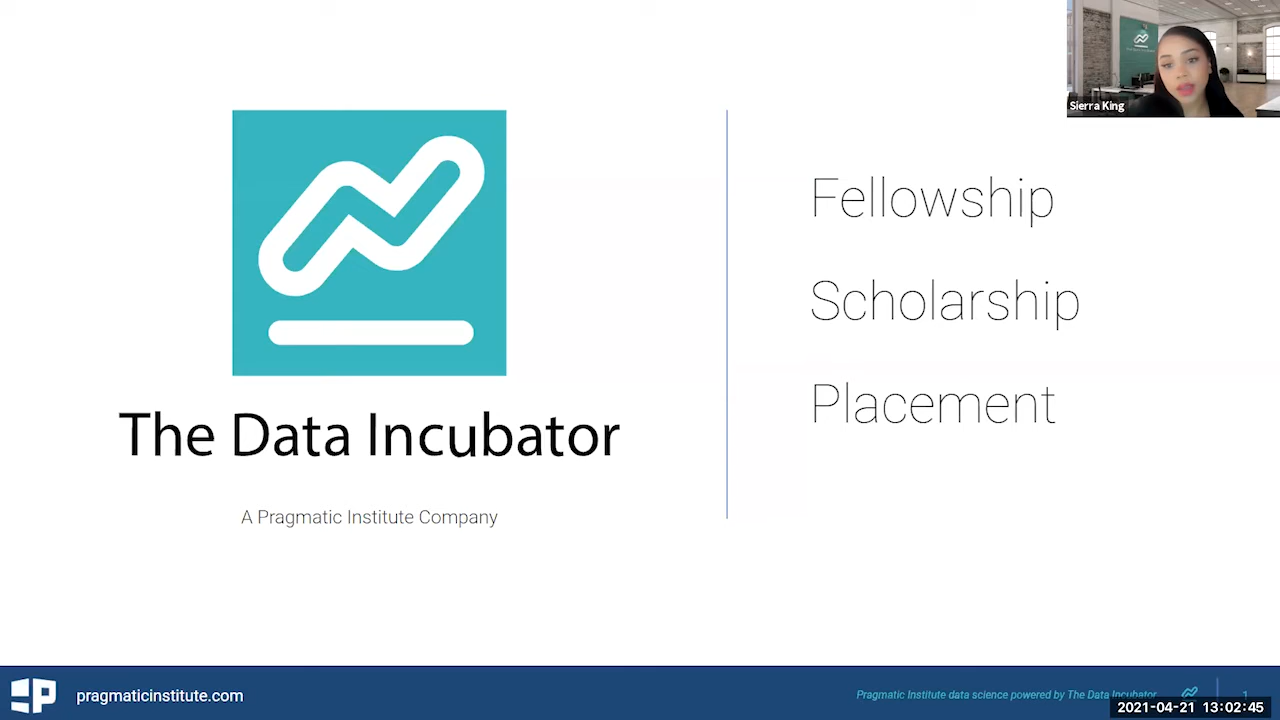 Sierra King
Fellowship
Scholarship
Placement
The Data Incubator
A Pragmatic Institute Company
pragmaticinstitute.com
Pragmatic Institute data science powered by The Data Incubator
1
2021-04-21 13:02:45